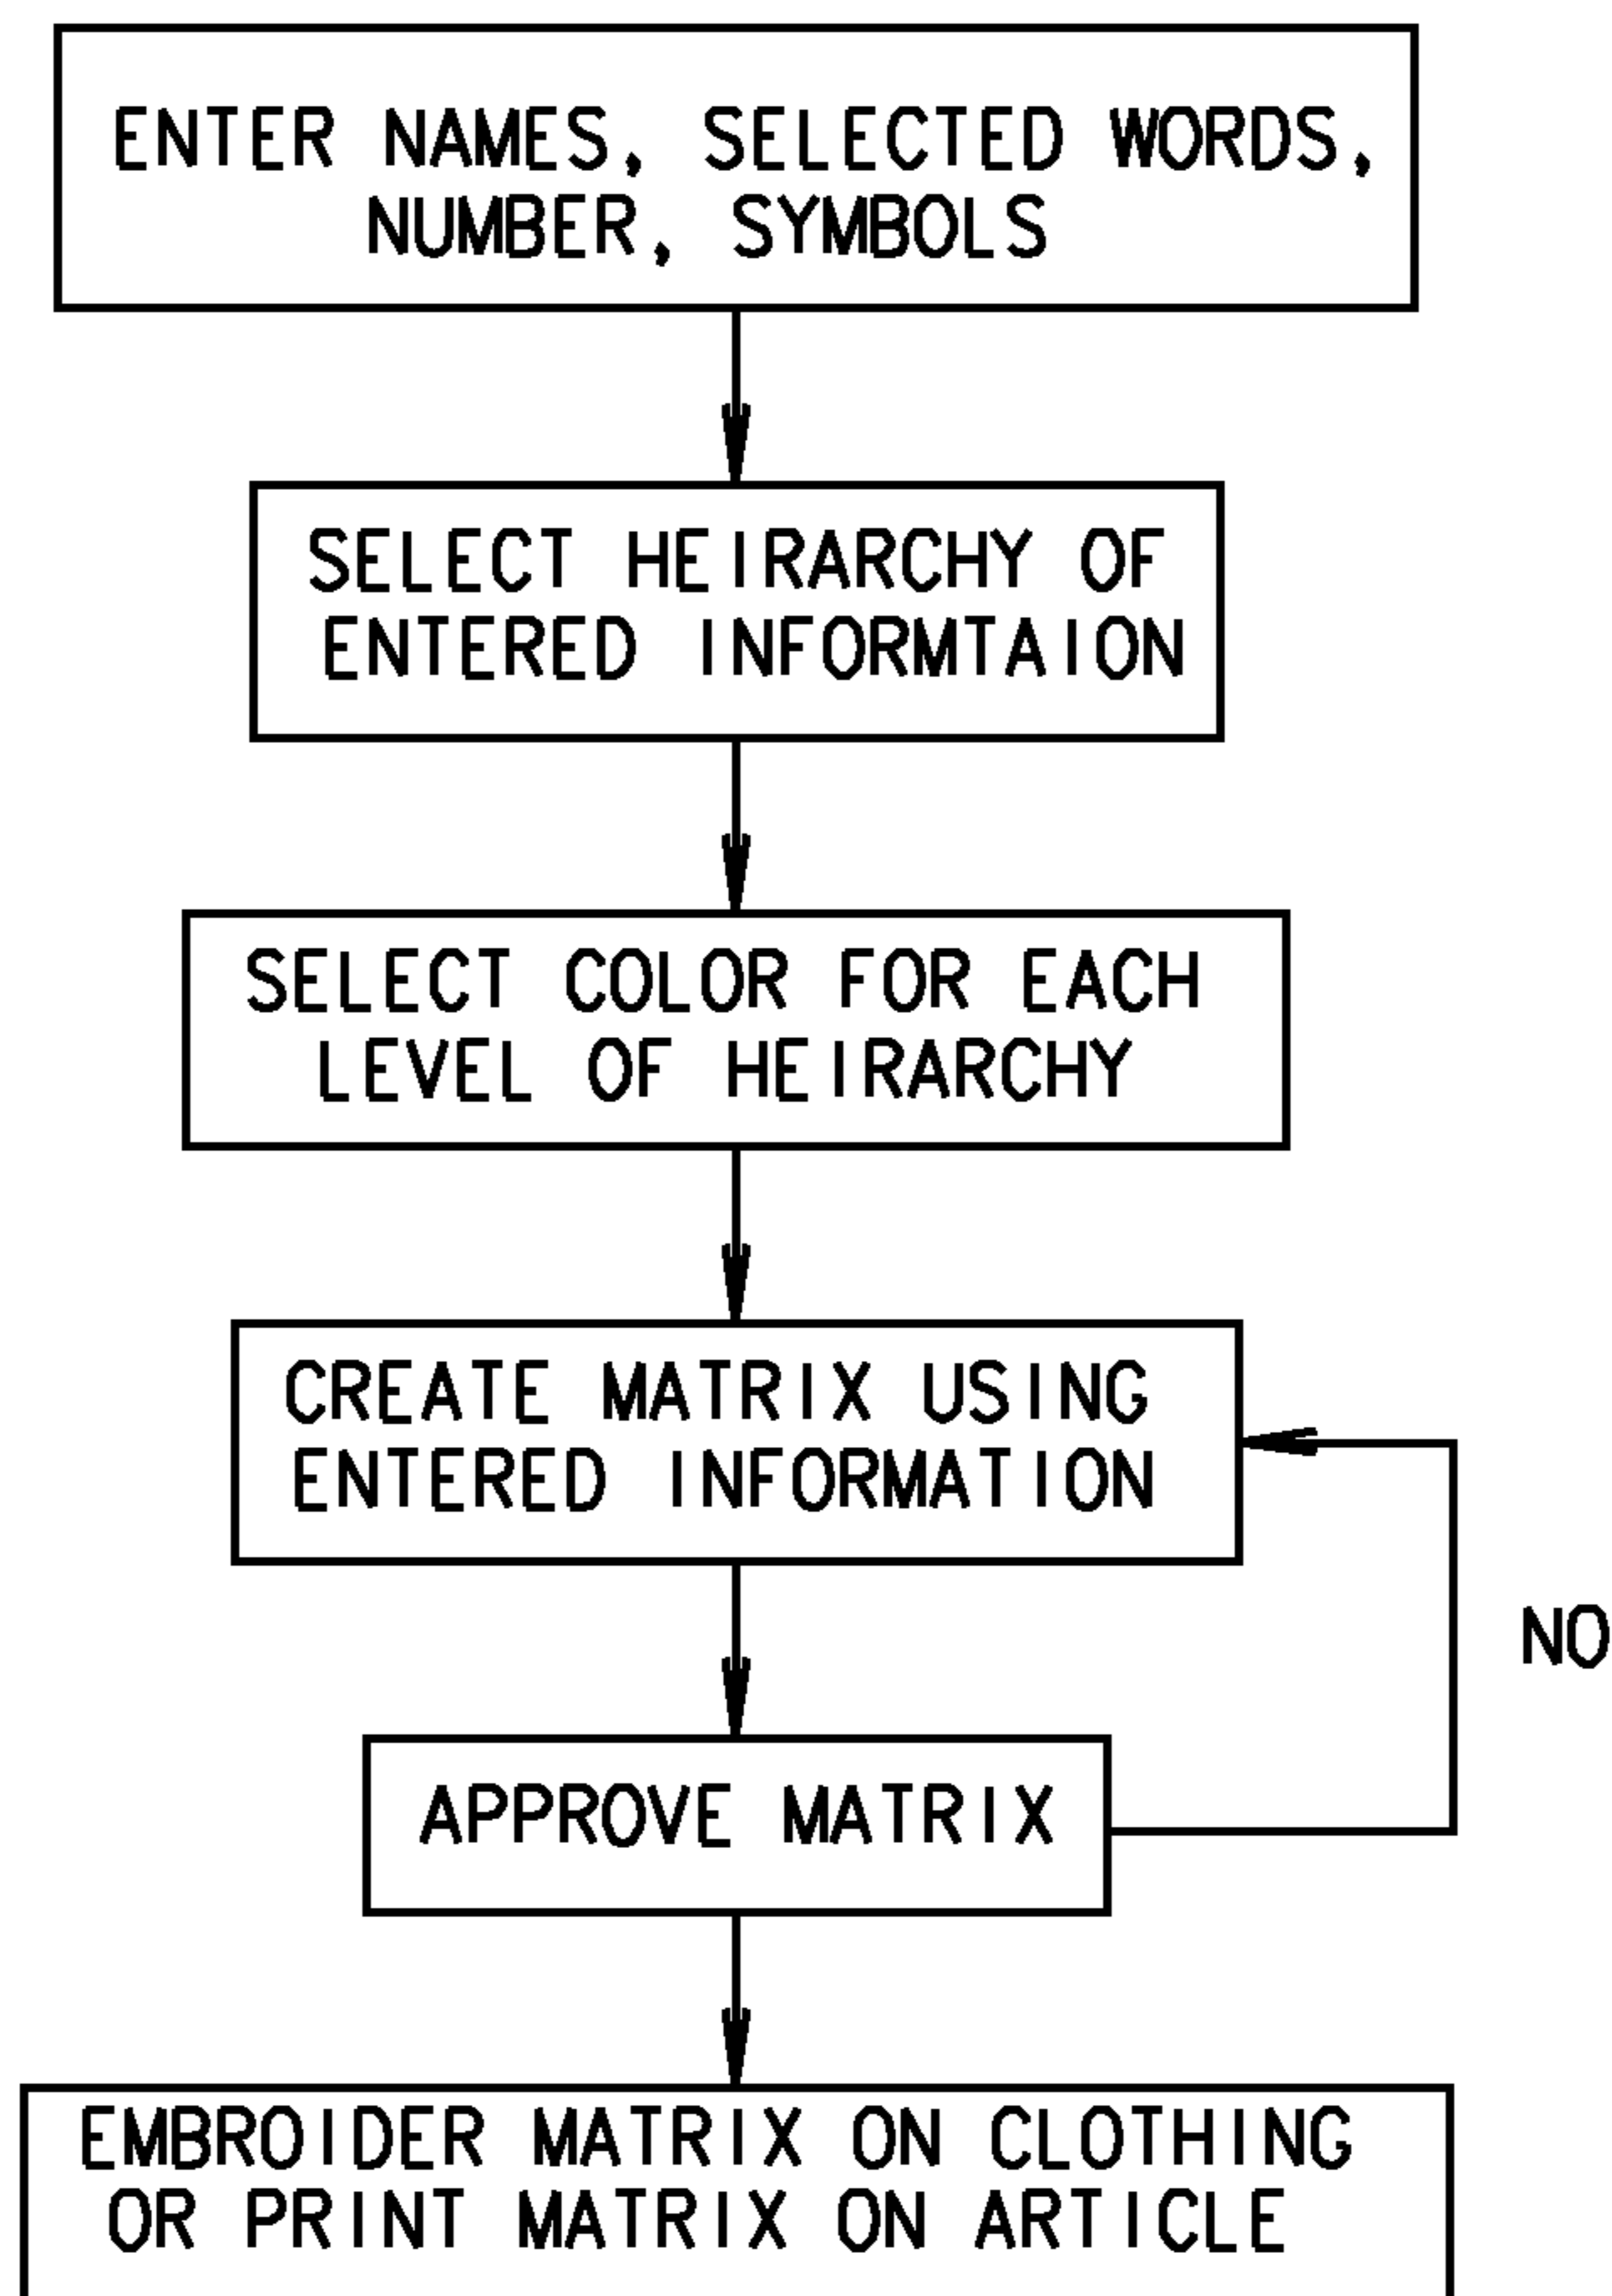 ENTER NAMES, SELECTED WORDS,
NUMBER, SYMBOLS
SELECT HEIRARCHY OF
ENTERED INFORMTAION
SELECT COLOR FOR EACH
LEVEL OF HEIRARCHY
CREATE MATRIX USING
ENTERED INFORMATION
NO
APPROVE MATRIX
EMBROIDER MATRIX ON CLOTHING
OR PRINT MATRIX ON ARTICLE